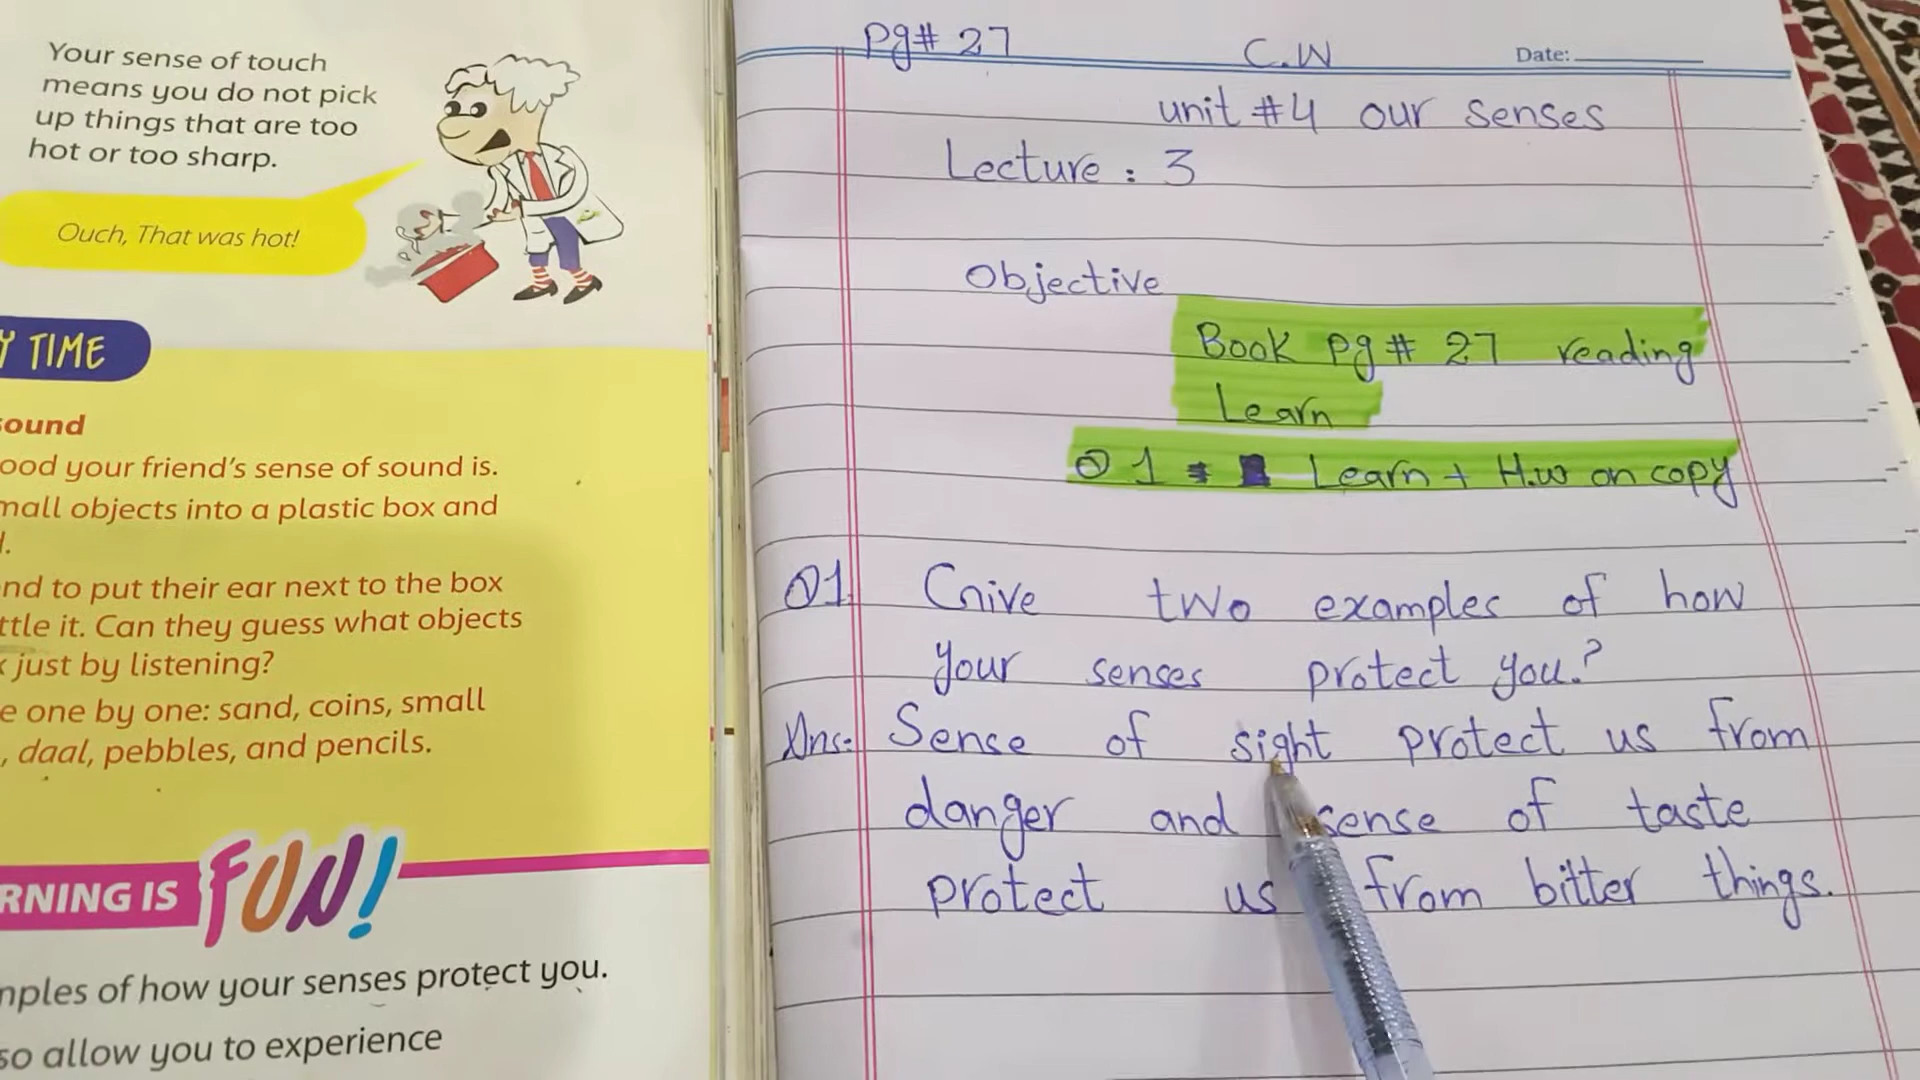 Your sense of touch
means you do not pick
up things that are too
hot or too sharp.
Ouch, That was hot!
Y TIME
sound
ood your friend's sense of sound is.
mall objects into a plastic box and
d.
end to put their ear next to the box
ttle it. Can they guess what objects
x just by listening?
e one by one: sand, coins, small
, daal, pebbles, and pencils.
RNING IS FUN!
mples of how your senses protect you.
so allow you to experience
Pg# 27
C.W
Date:
unit #4 our senses
Lecture : 3
Objective
Book Pg# 27 reading
Learn
Q 1 Learn + H.w on copy
Q1 Give two examples of how
your senses protect you?
Ans: Sense of sight protect us from
danger and sense of taste
protect us from bitter things.